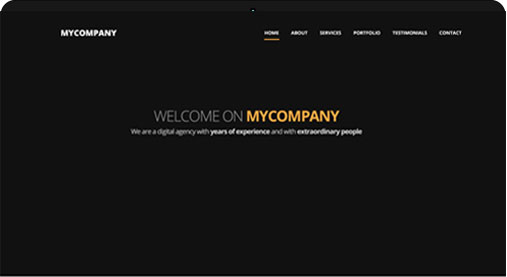 MYCOMPANY
HOME ABOUT SERVICES PORTFOLIO TESTIMONIALS CONTACT
WELCOME ON MYCOMPANY
We are a digital agency with years of experience and with extraordinary people